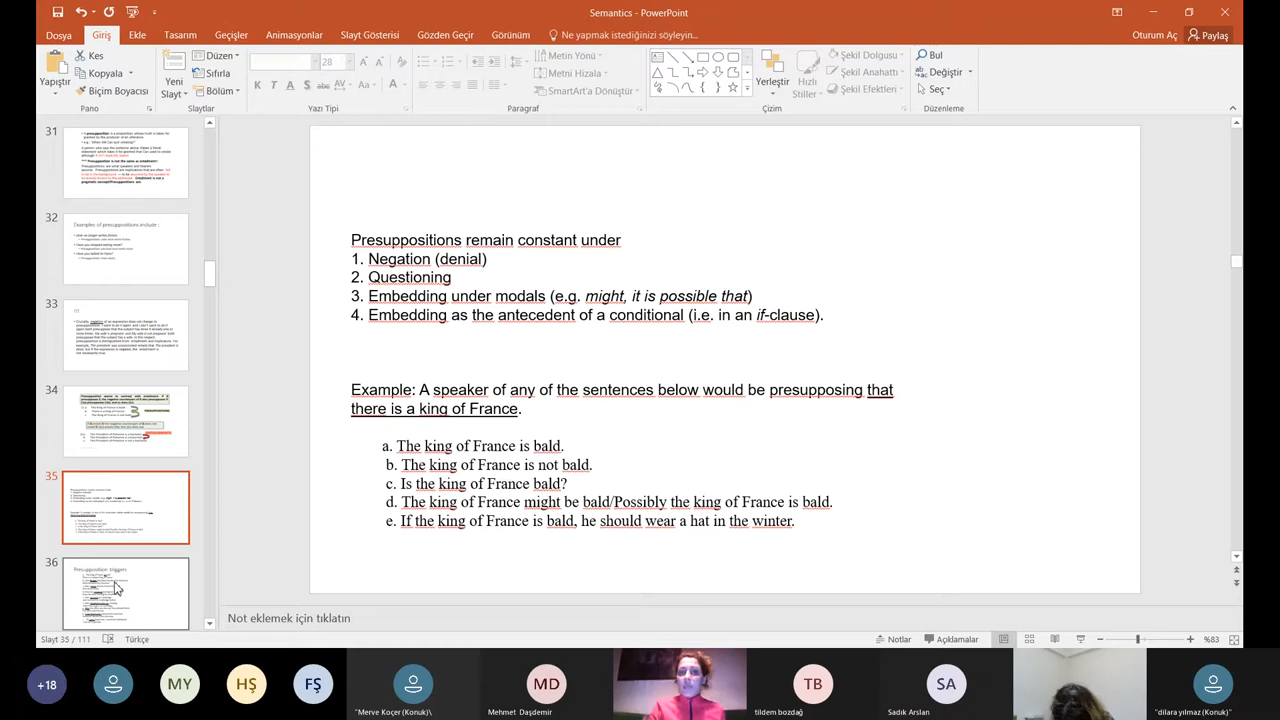 Semantics - PowerPoint
Dosya Giriş Ekle Tasarım Geçişler Animasyonlar Slayt Gösterisi Gözden Geçir Görünüm Ne yapmak istediğinizi söyleyin... Oturum Aç Paylaş
Yapıştır
Kes
Kopyala
Biçim Boyacısı
Pano
Yeni
Slayt
Düzen
Sıfırla
Bölüm
Slaytlar
28
K T A S abc AV Aa A
Yazı Tipi
Metin Yönü
Metni Hizala
SmartArt'a Dönüştür
Paragraf
Yerleştir
Hızlı
Stiller
Şekil Dolgusu
Şekil Anahattı
Şekil Efektleri
Çizim
Bul
Değiştir
Seç
Düzenleme
31
32
Examples of presuppositions include :
33
34
35
36
Presupposition triggers
Presuppositions remain constant under
1. Negation (denial)
2. Questioning
3. Embedding under modals (e.g. might, it is possible that)
4. Embedding as the antecedent of a conditional (i.e. in an if-clause).
Example: A speaker of any of the sentences below would be presupposing that
there is a king of France.
a. The king of France is bald.
b. The king of France is not bald.
c. Is the king of France bald?
d. The king of France might be bald/Possibly the king of France is bald.
e. If the king of France is bald, he should wear a hat in the winter.
Not eklemek için tıklatın
Slayt 35 / 111 Türkçe Notlar Açıklamalar %83
+18 MY HŞ FŞ MD TB SA
"Merve Koçer (Konuk)\ Mehmet Daşdemir tildem bozdağ Sadık Arslan "dilara yılmaz (Konuk)"